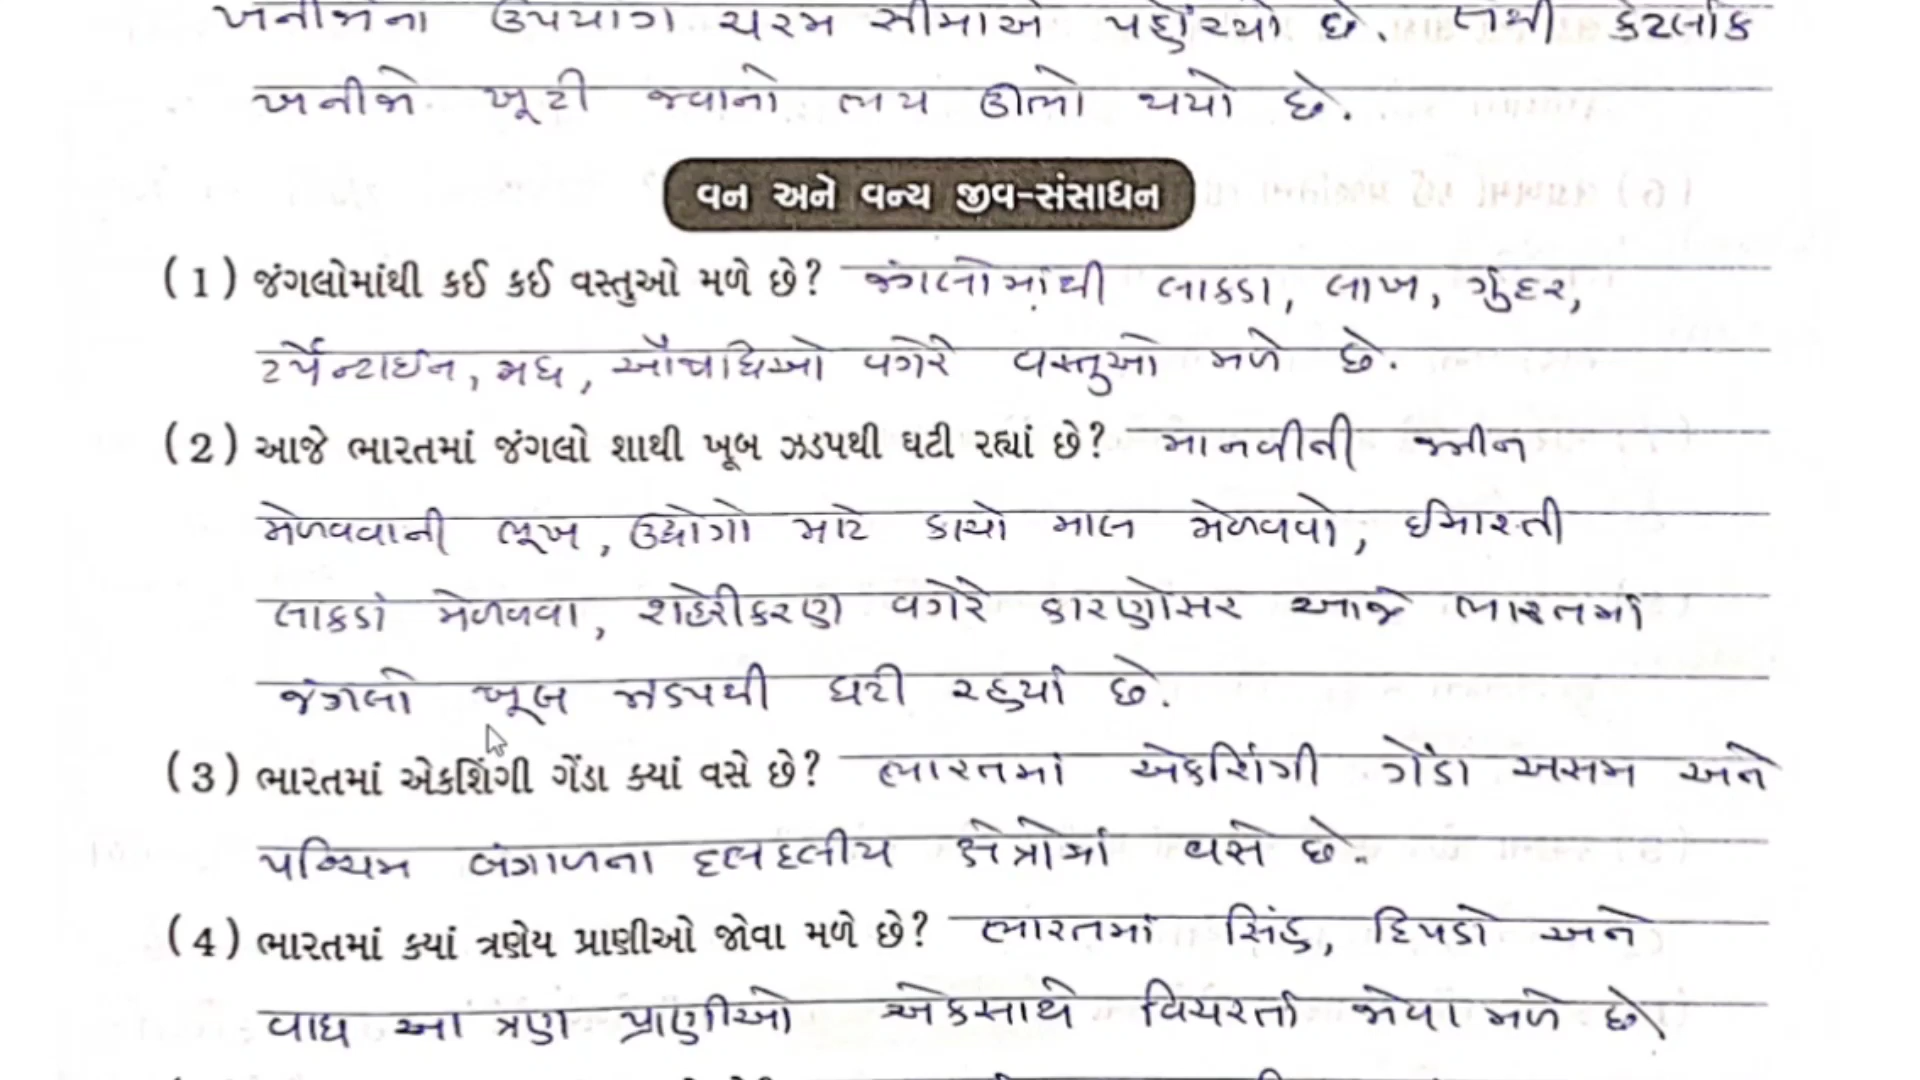 ખનીજના ઉપયોગ ચરમ સીમાએ પહોંચ્યો છે. તેથી કેટલાંક
ખનીજો ખૂટી જવાનો ભય ઊભો થયો છે.
વન અને વન્ય જીવ-સંસાધન
(1) જંગલોમાંથી કઈ કઈ વસ્તુઓ મળે છે? જંગલોમાંથી લાકડા, લાખ, ગુંદર,
ટર્પેન્ટાઈન, મધ, ઔષધિઓ વગેરે વસ્તુઓ મળે છે.
(2) આજે ભારતમાં જંગલો શાથી ખૂબ ઝડપથી ઘટી રહ્યાં છે? માનવીની જમીન
મેળવવાની ભૂખ, ઉદ્યોગો માટે કાચો માલ મેળવવો, ઈમારતી
લાકડાં મેળવવા, શહેરીકરણ વગેરે કારણોસર આજે ભારતમાં
જંગલો ખૂબ ઝડપથી ઘટી રહ્યાં છે.
(3) ભારતમાં એકશિંગી ગેંડા ક્યાં વસે છે? ભારતમાં એકશિંગી ગેંડા અસમ અને
પશ્ચિમ બંગાળના દલદલીય ક્ષેત્રોમાં વસે છે.
(4) ભારતમાં ક્યાં ત્રણેય પ્રાણીઓ જોવા મળે છે? ભારતમાં સિંહ, દિપડો અને
વાઘ આ ત્રણ પ્રાણીઓ એકસાથે વિચરતાં જોવા મળે છે